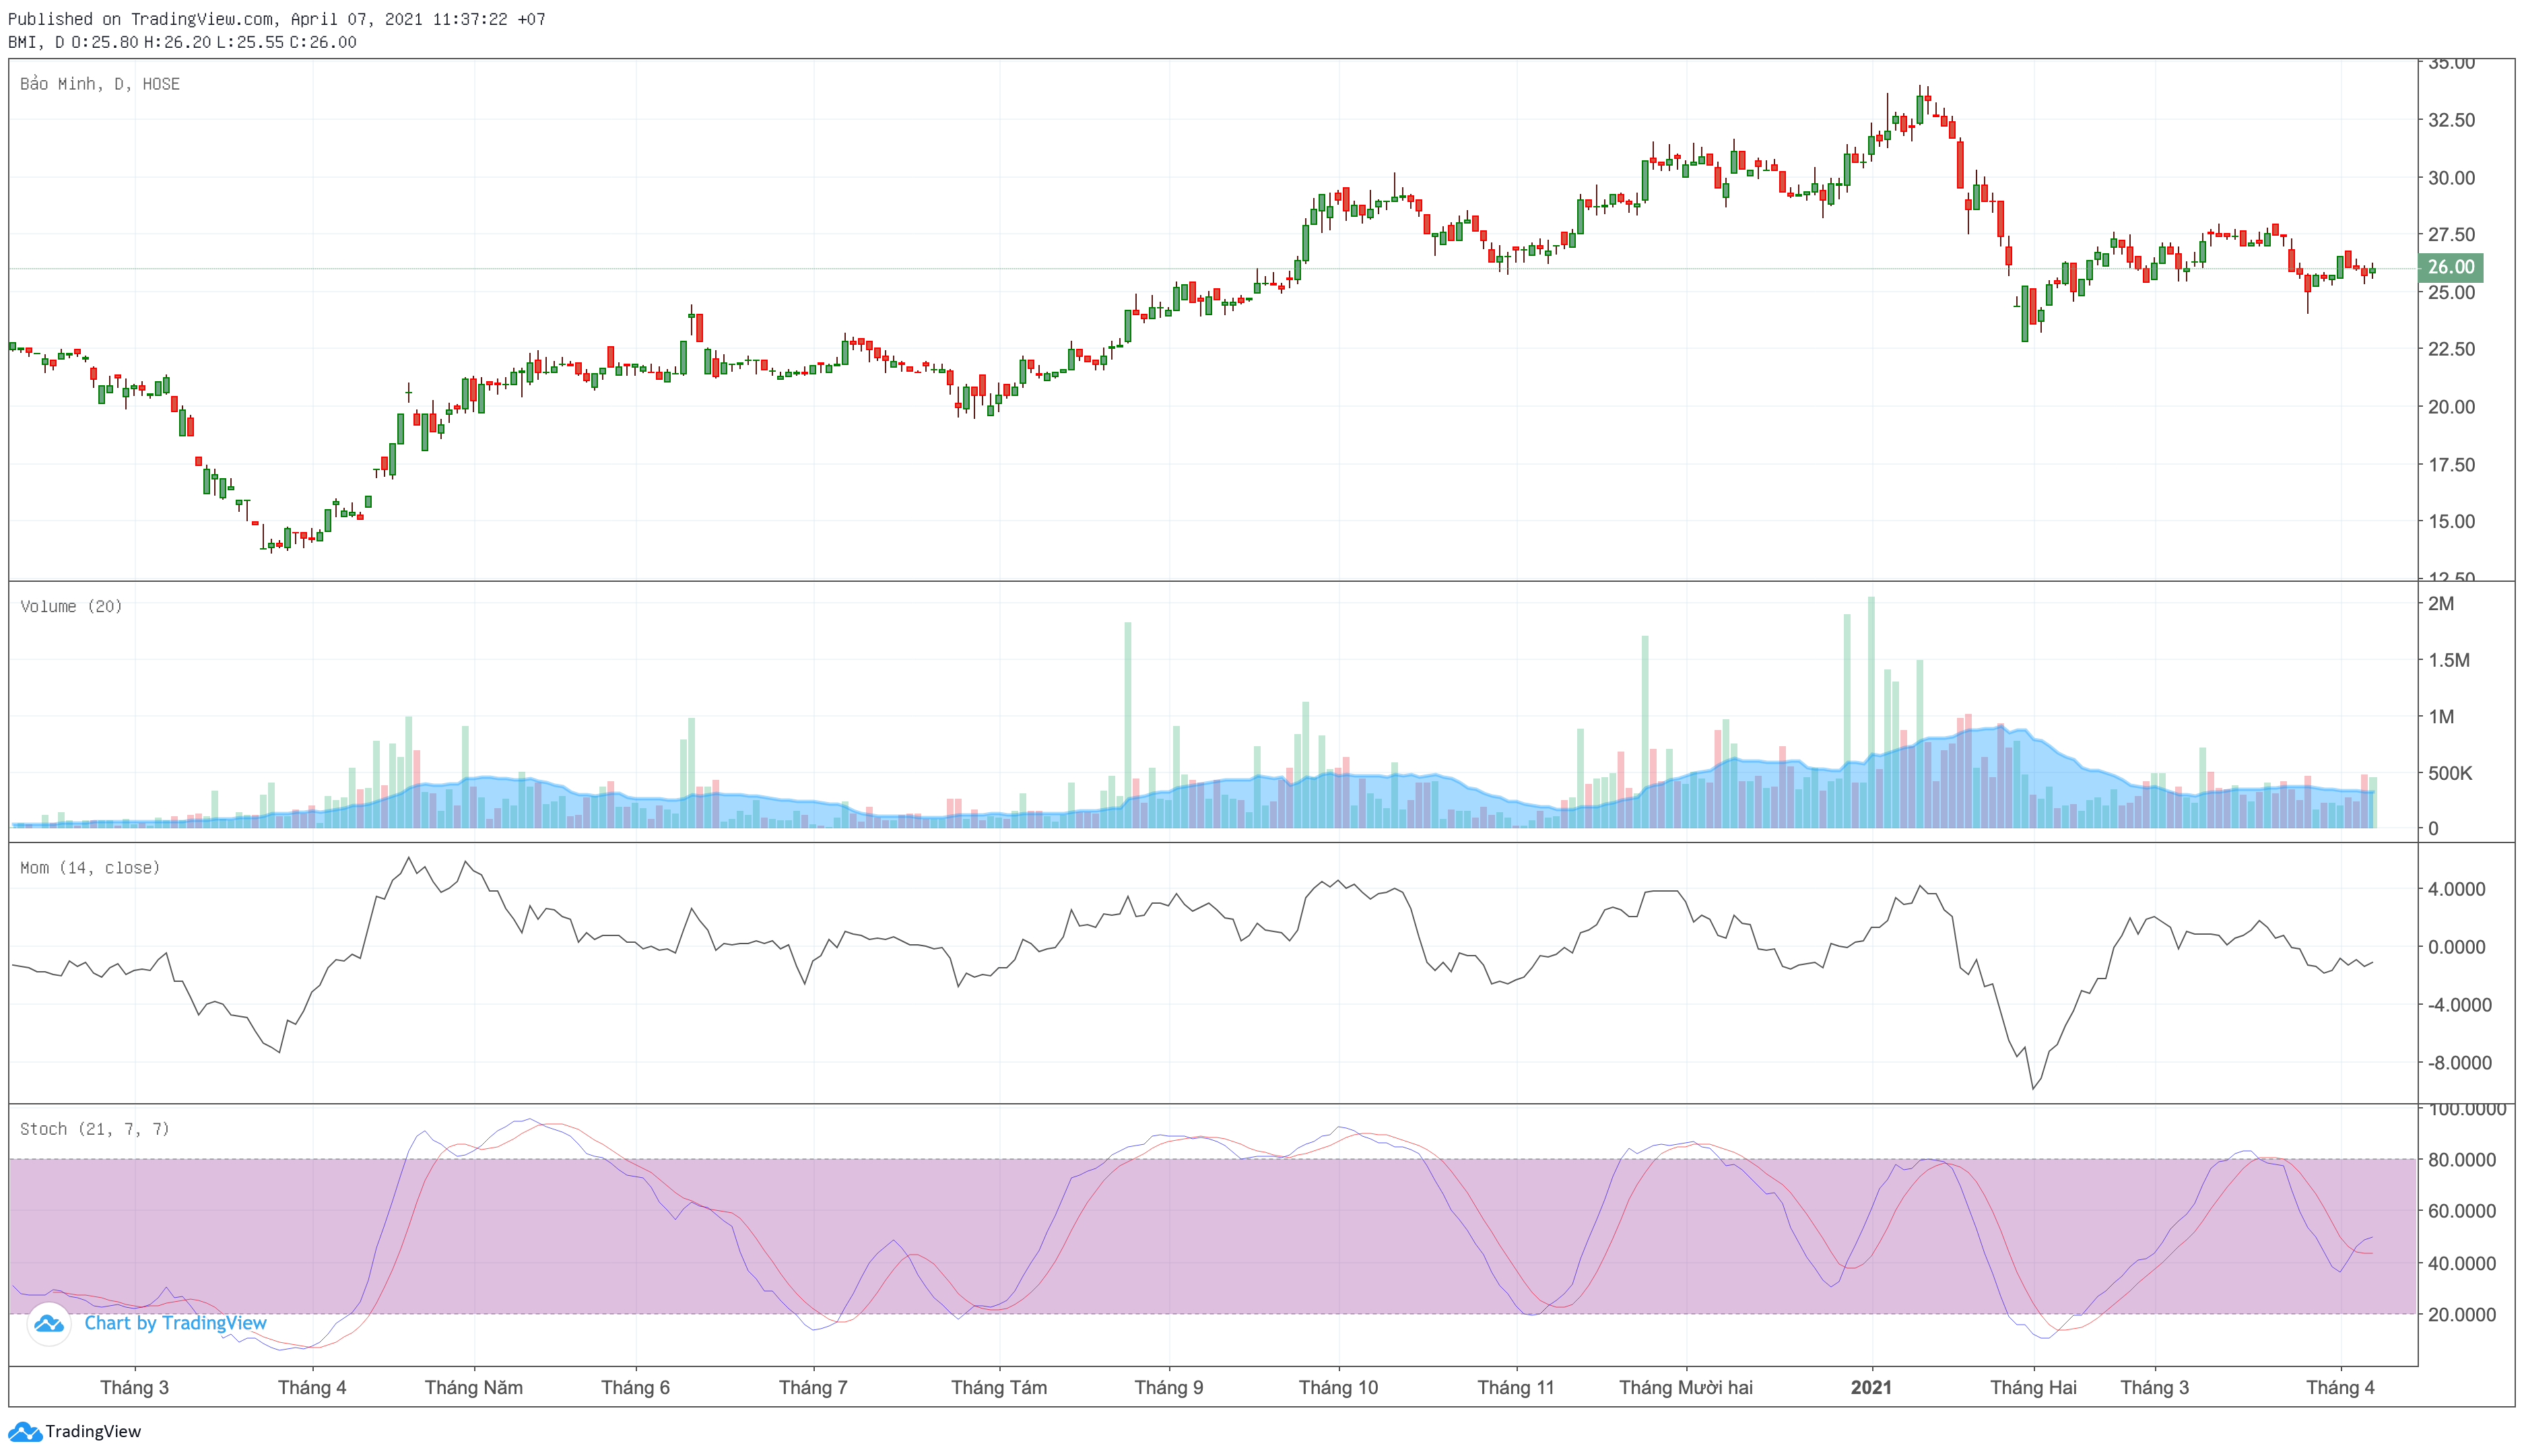 Published on TradingView.com, April 07, 2021 11:37:22 +07
BMI, D O:25.80 H:26.20 L:25.55 C:26.00
Bảo Minh, D, HOSE
35.00
32.50
30.00
27.50
26.00
25.00
22.50
20.00
17.50
15.00
12.50
Volume (20)
2M
1.5M
1M
500K
0
Mom (14, close)
4.0000
0.0000
-4.0000
-8.0000
Stoch (21, 7, 7)
100.0000
80.0000
60.0000
40.0000
20.0000
Chart by TradingView
Tháng 3 Tháng 4 Tháng Năm Tháng 6 Tháng 7 Tháng Tám Tháng 9 Tháng 10 Tháng 11 Tháng Mười hai 2021 Tháng Hai Tháng 3 Tháng 4
TradingView